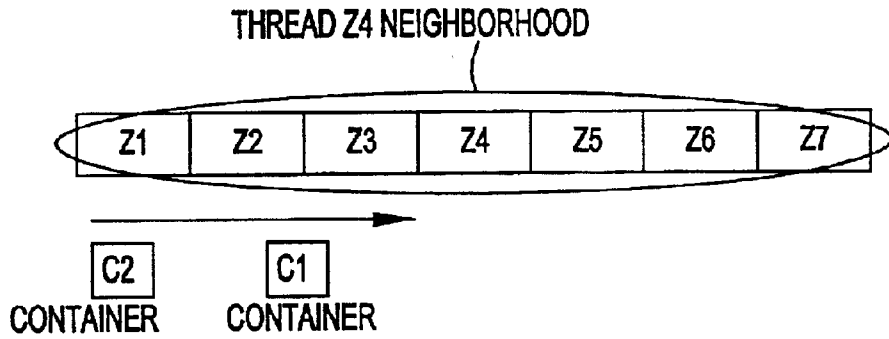 THREAD Z4 NEIGHBORHOOD
Z1 Z2 Z3 Z4 Z5 Z6 Z7
C2 C1
CONTAINER CONTAINER